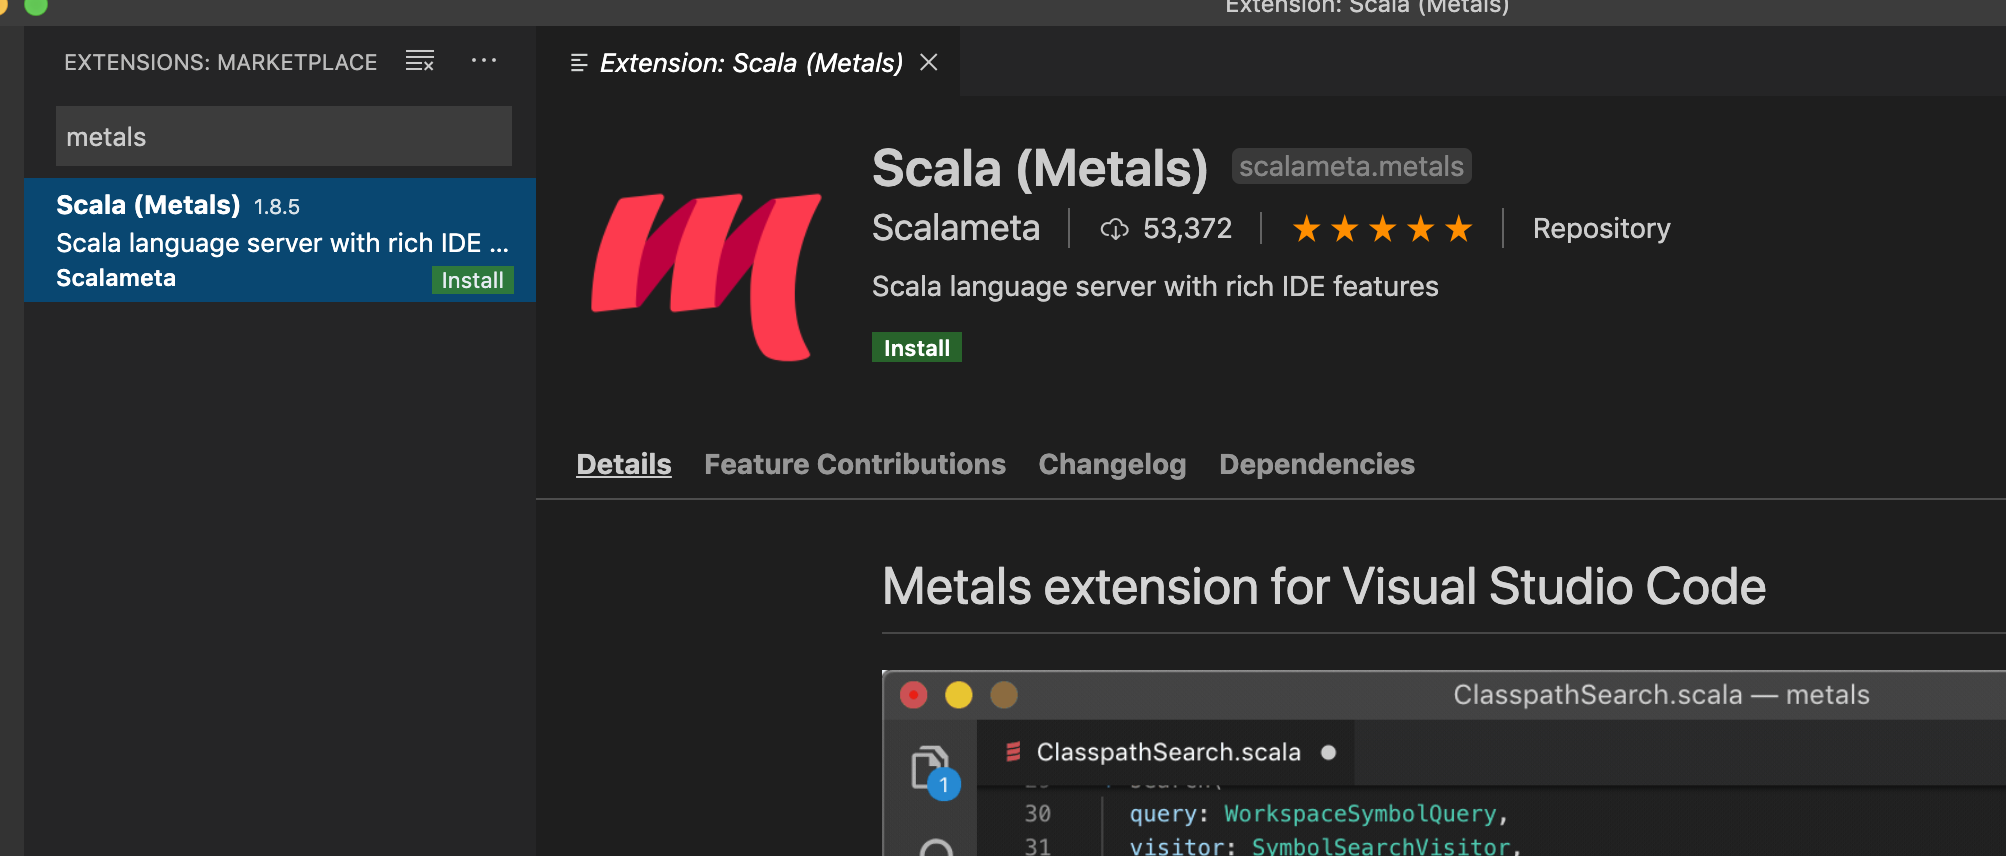 Extension: Scala (Metals)
EXTENSIONS: MARKETPLACE
Extension: Scala (Metals)
metals
Scala (Metals) 1.8.5
Scala language server with rich IDE ...
Scalameta Install
Scala (Metals) scalameta.metals
Scalameta 53,372 Repository
Scala language server with rich IDE features
Install
Details Feature Contributions Changelog Dependencies
Metals extension for Visual Studio Code
ClasspathSearch.scala — metals
ClasspathSearch.scala
1
search(
30 query: WorkspaceSymbolQuery,
31 visitor: SymbolSearchVisitor,